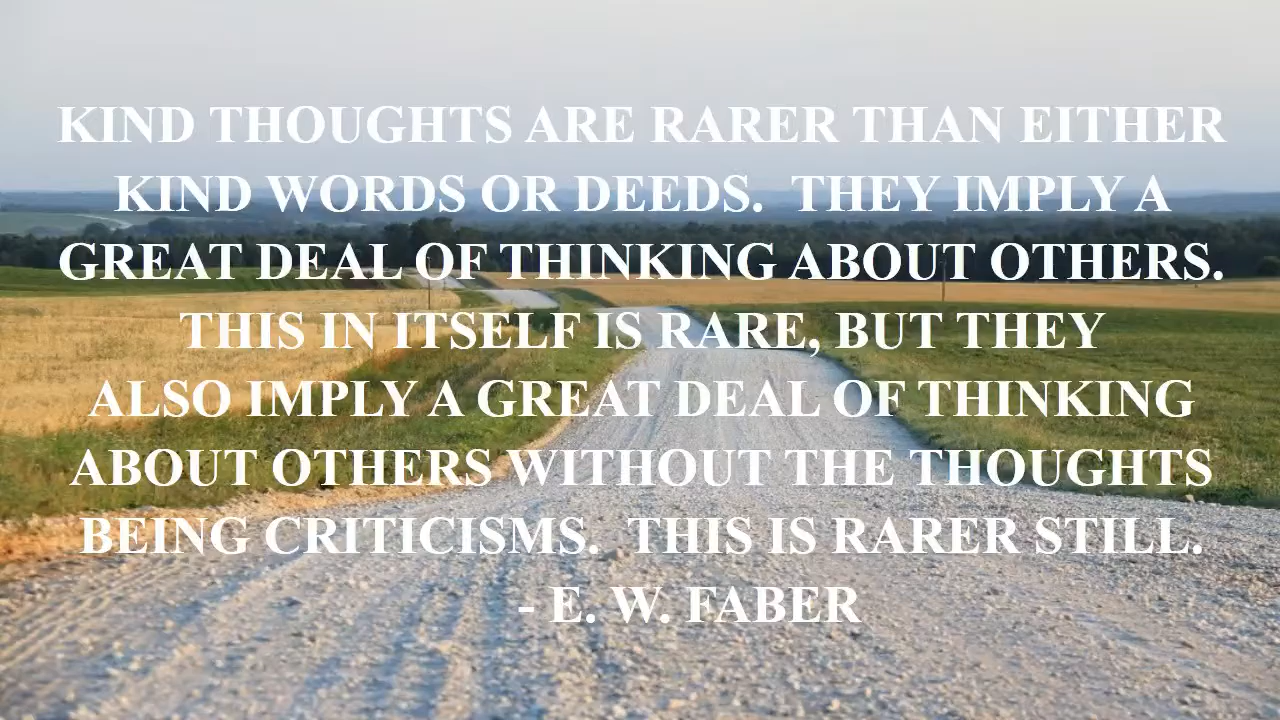 KIND THOUGHTS ARE RARER THAN EITHER
KIND WORDS OR DEEDS.  THEY IMPLY A
GREAT DEAL OF THINKING ABOUT OTHERS.
THIS IN ITSELF IS RARE, BUT THEY
ALSO IMPLY A GREAT DEAL OF THINKING
ABOUT OTHERS WITHOUT THE THOUGHTS
BEING CRITICISMS.  THIS IS RARER STILL.
- E. W. FABER